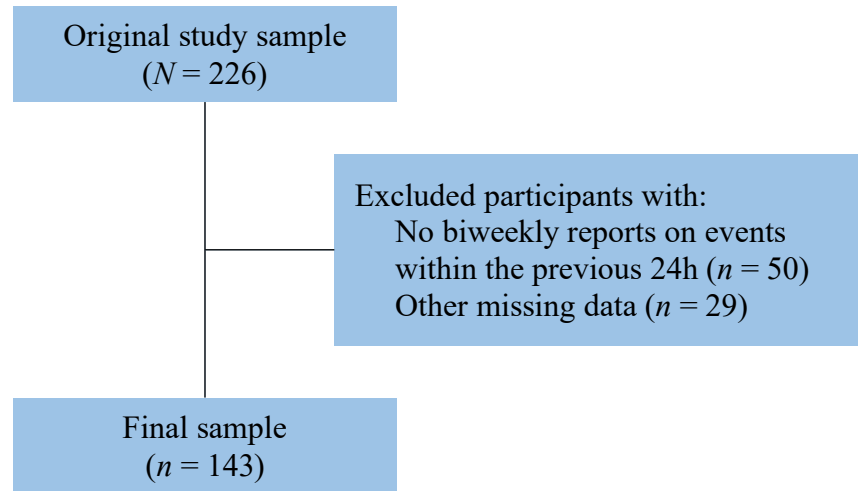 Original study sample
(N = 226)
Excluded participants with:
No biweekly reports on events
within the previous 24h (n = 50)
Other missing data (n = 29)
Final sample
(n = 143)